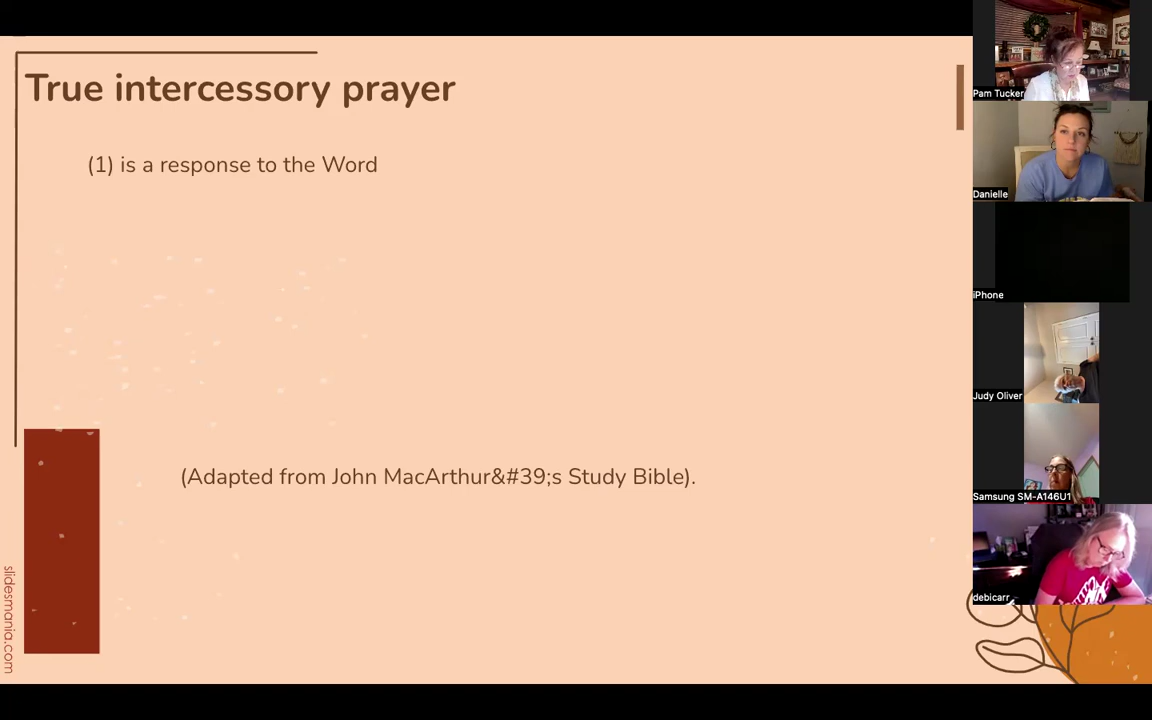 True intercessory prayer
(1) is a response to the Word
(Adapted from John MacArthur&#39;s Study Bible).
slidesmania.com
Pam Tucker
Danielle
iPhone
Judy Oliver
Samsung SM-A146U1
debicarr